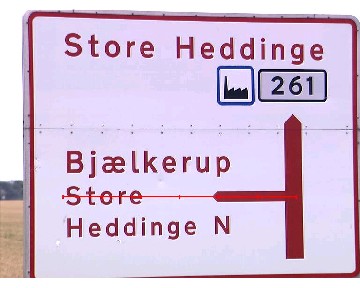 Store Heddinge
261
Bjælkerup
Store
Heddinge N